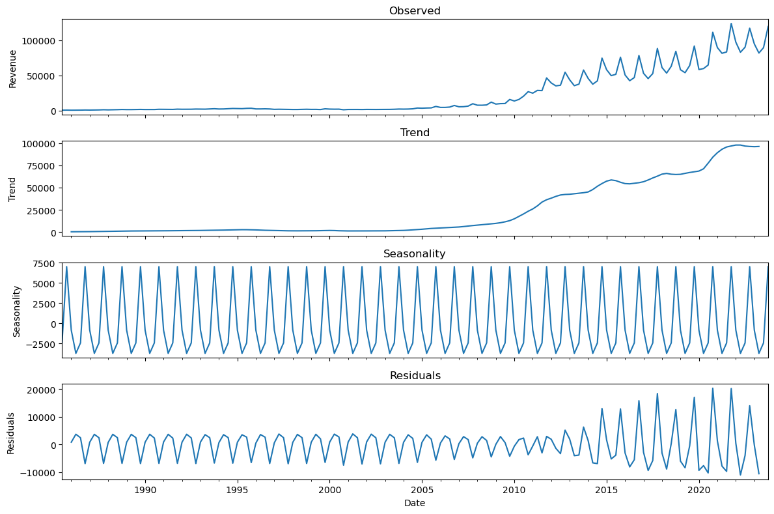 Observed
Revenue
100000
50000
0
Trend
Trend
100000
75000
50000
25000
0
Seasonality
Seasonality
7500
5000
2500
0
−2500
Residuals
Residuals
20000
10000
0
−10000
1990 1995 2000 2005 2010 2015 2020
Date